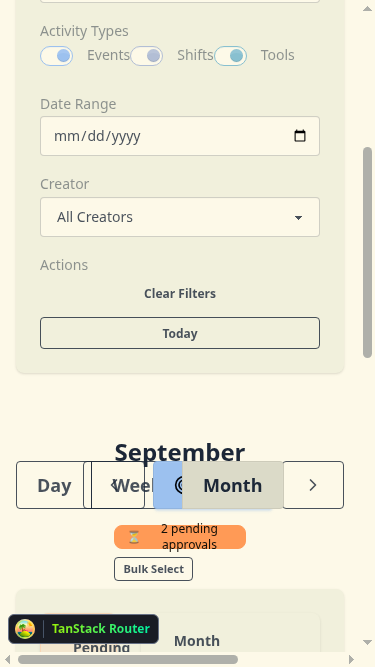 Activity Types
Events Shifts Tools
Date Range
mm/dd/yyyy
Creator
All Creators
Actions
Clear Filters
Today
September
Day Week Month
2 pending
approvals
Bulk Select
TanStack Router
Month
Pending